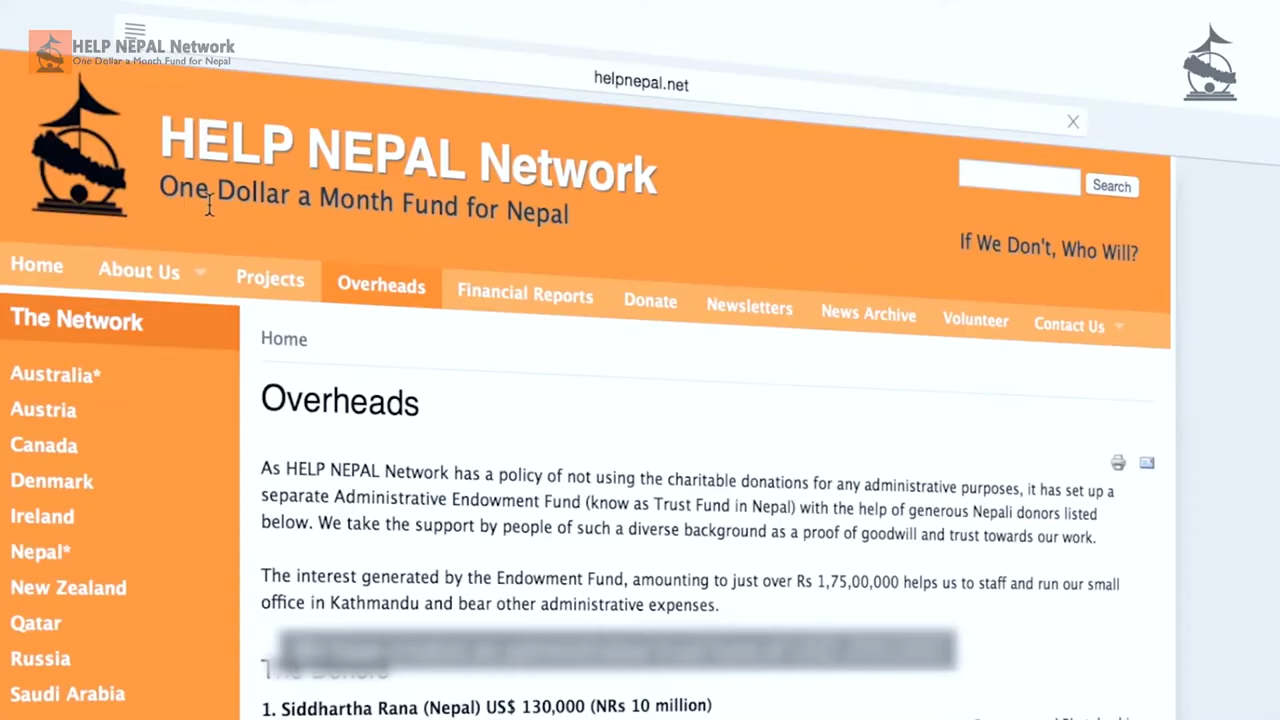 HELP NEPAL Network
One Dollar a Month Fund for Nepal
helpnepal.net
HELP NEPAL Network
One Dollar a Month Fund for Nepal
Search
If We Don't, Who Will?
Home
About Us
Projects
Overheads
Financial Reports
Donate
Newsletters
News Archive
Volunteer
Contact Us
The Network
Australia*
Austria
Canada
Denmark
Ireland
Nepal*
New Zealand
Qatar
Russia
Saudi Arabia
Home
Overheads
As HELP NEPAL Network has a policy of not using the charitable donations for any administrative purposes, it has set up a
separate Administrative Endowment Fund (know as Trust Fund in Nepal) with the help of generous Nepali donors listed
below. We take the support by people of such a diverse background as a proof of goodwill and trust towards our work.
The interest generated by the Endowment Fund, amounting to just over Rs 1,75,00,000 helps us to staff and run our small
office in Kathmandu and bear other administrative expenses.
1. Siddhartha Rana (Nepal) US$ 130,000 (NRs 10 million)